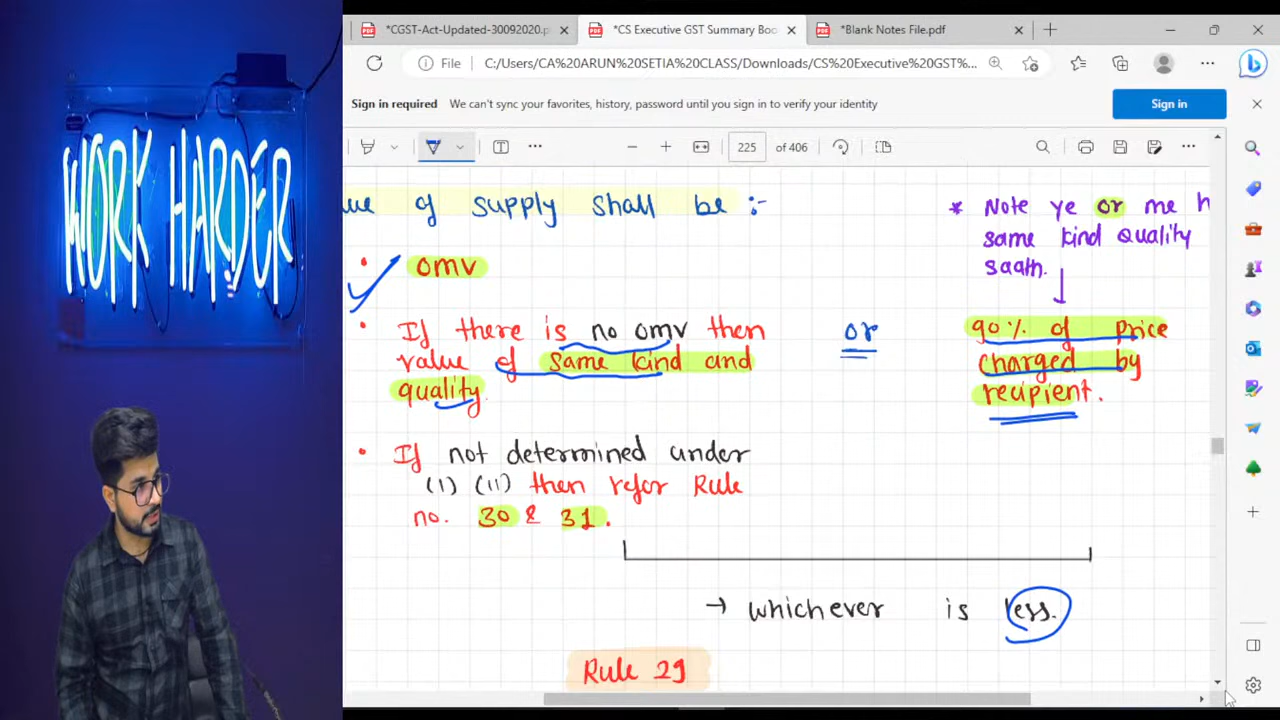 WORK HARDER
*CGST-Act-Updated-30092020.p
*CS Executive GST Summary Boo
*Blank Notes File.pdf
File
C:/Users/CA%20ARUN%20SETIA%20CLASS/Downloads/CS%20Executive%20GST%...
Sign in required
We can't sync your favorites, history, password until you sign in to verify your identity
Sign in
225 of 406
ue of supply shall be :-
• omv
• If there is no omv then
value of same kind and
quality.
or
* Note ye or me h
same kind quality
saath.
90% of price
charged by
recipient.
• If not determined under
(i) (ii) then refor Rule
no. 30 & 31.
→ whichever is less.
Rule 29